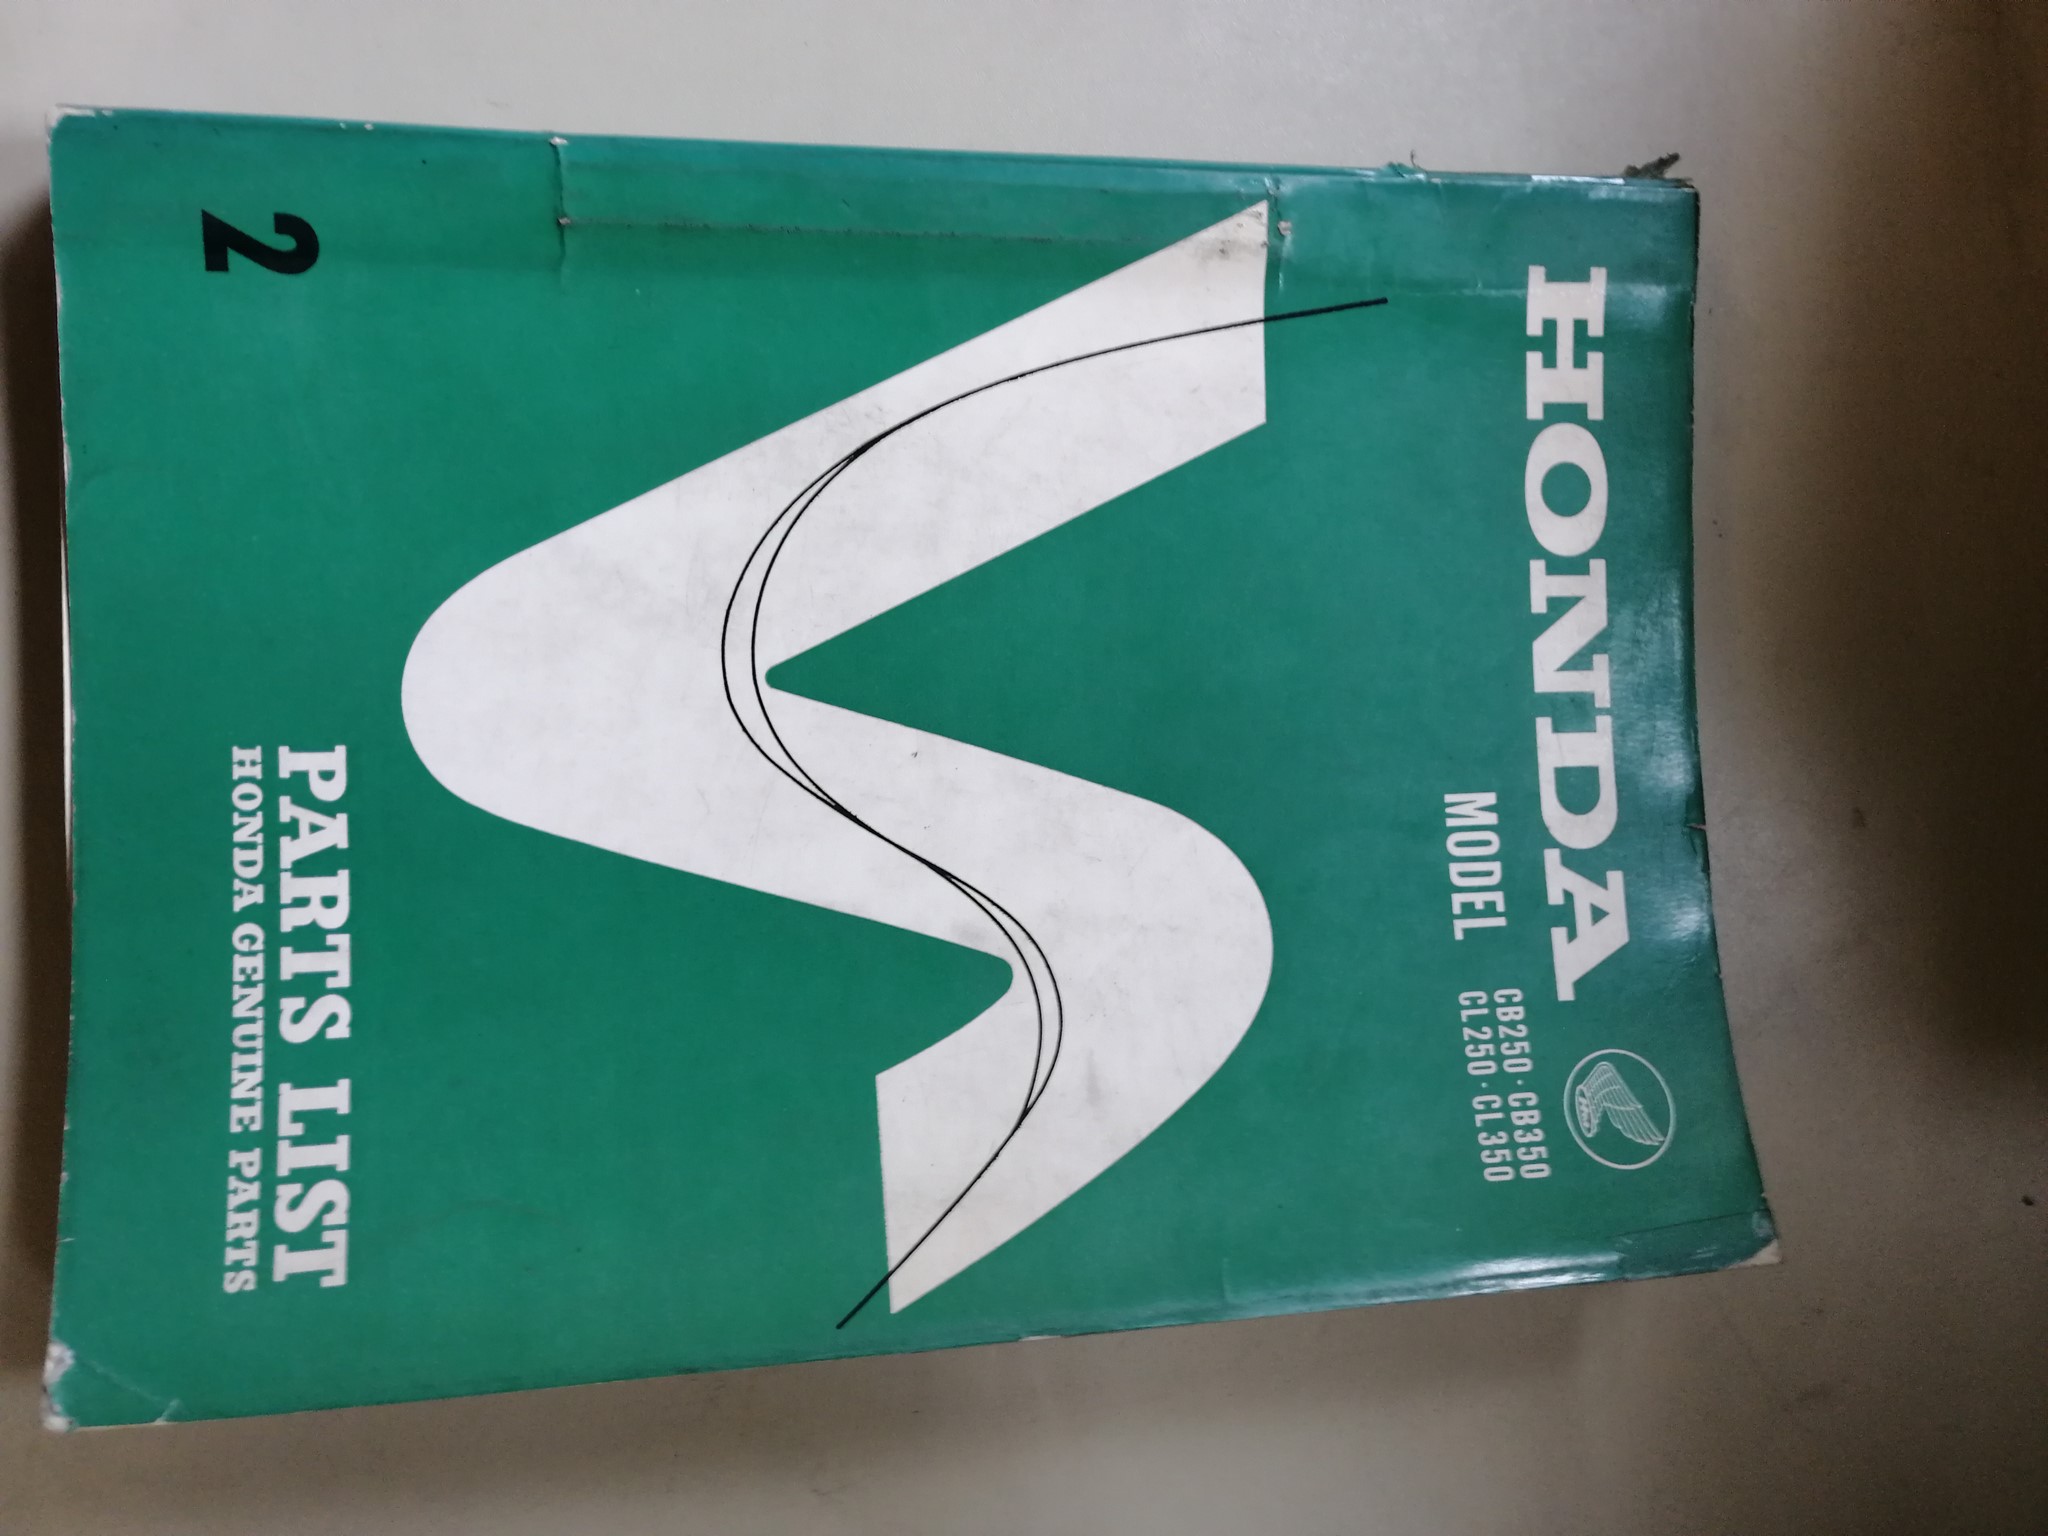 HONDA
MODEL CB250·CB350
CL250·CL350
PARTS LIST
HONDA GENUINE PARTS
2